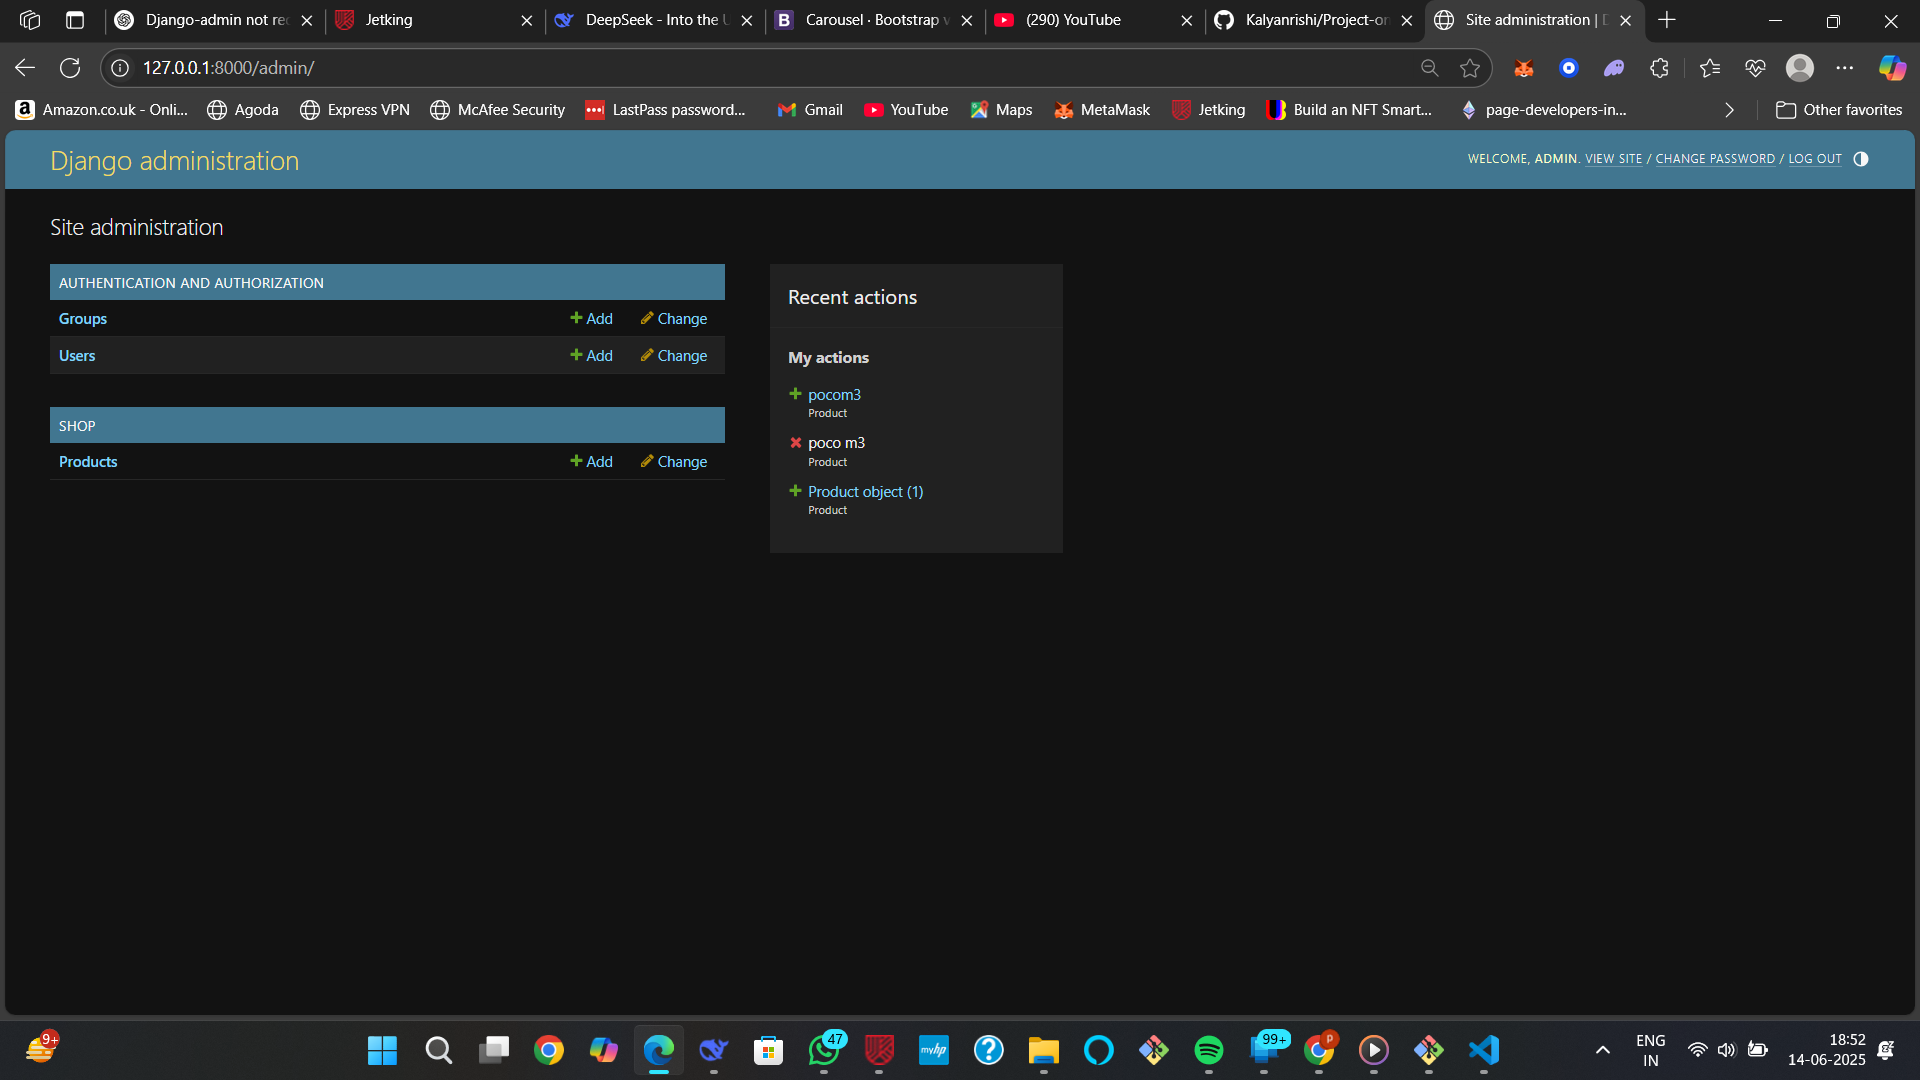 Django-admin not rec
Jetking
DeepSeek - Into the U
Carousel · Bootstrap v
(290) YouTube
Kalyanrishi/Project-on
Site administration | D
127.0.0.1:8000/admin/
Amazon.co.uk - Onli...
Agoda
Express VPN
McAfee Security
LastPass password...
Gmail
YouTube
Maps
MetaMask
Jetking
Build an NFT Smart...
page-developers-in...
Other favorites
Django administration
WELCOME, ADMIN. VIEW SITE / CHANGE PASSWORD / LOG OUT
Site administration
AUTHENTICATION AND AUTHORIZATION
Groups Add Change
Users Add Change
SHOP
Products Add Change
Recent actions
My actions
pocom3
Product
poco m3
Product
Product object (1)
Product
9+
47
myhp
99+
P
ENG
IN
18:52
14-06-2025